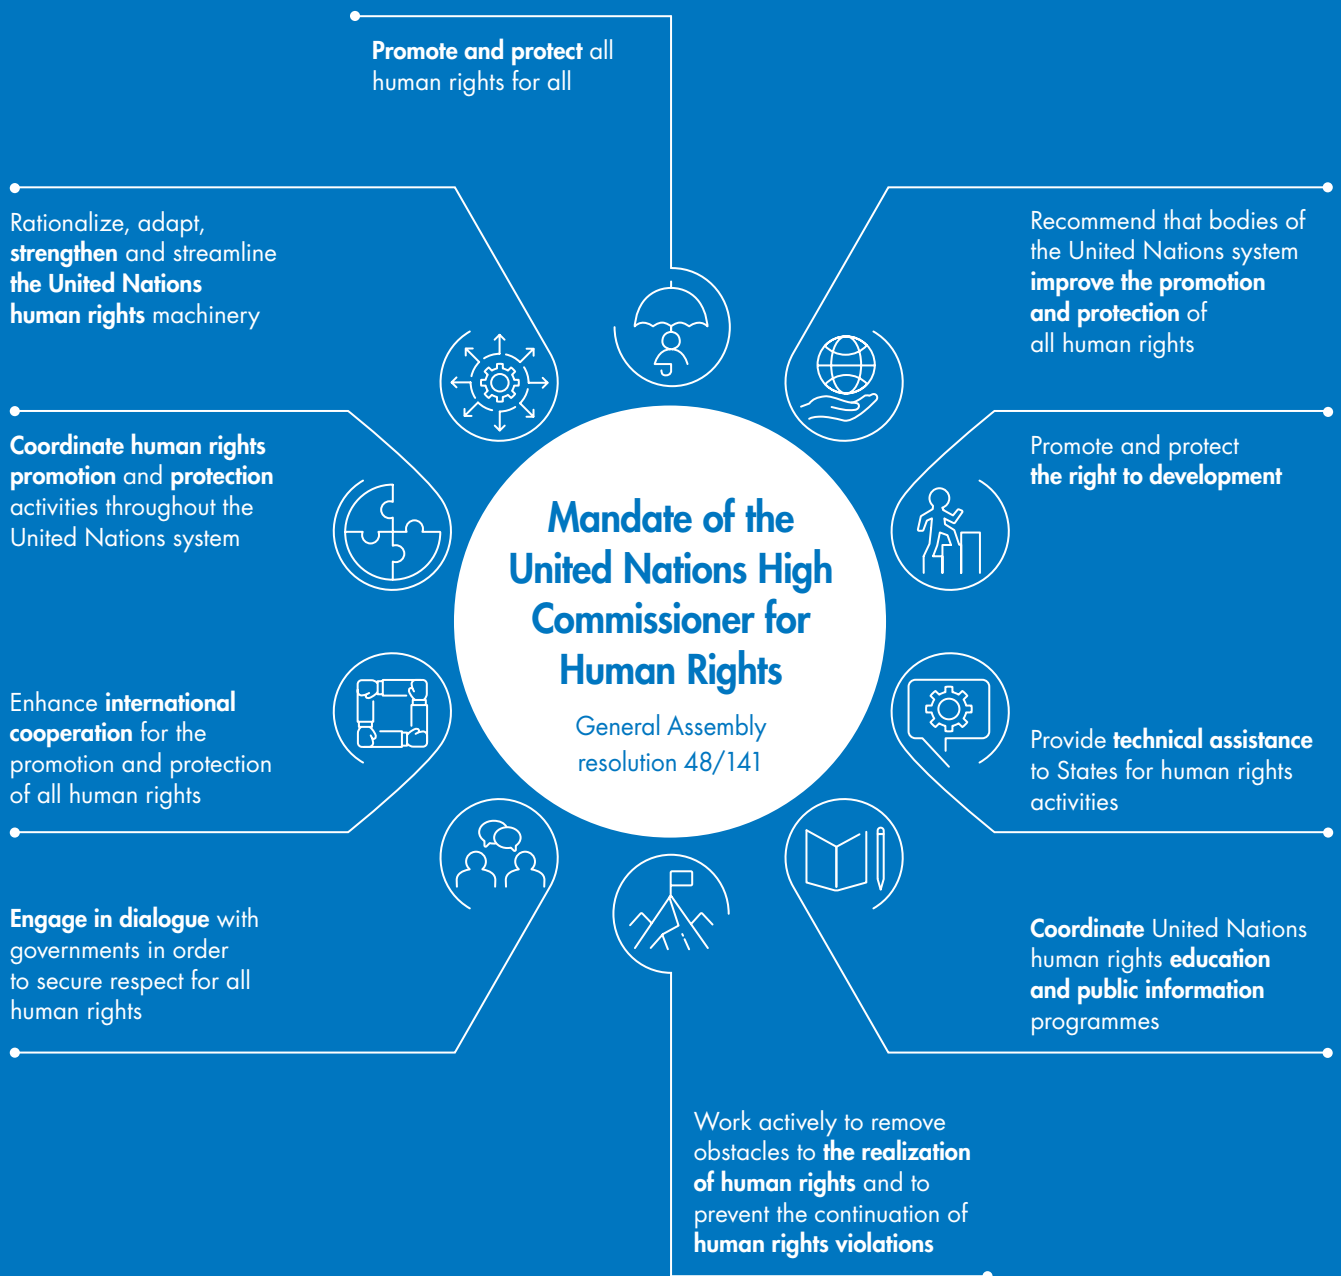 Promote and protect all
human rights for all
Recommend that bodies of
the United Nations system
improve the promotion
and protection of
all human rights
Promote and protect
the right to development
Provide technical assistance
to States for human rights
activities
Coordinate United Nations
human rights education
and public information
programmes
Work actively to remove
obstacles to the realization
of human rights and to
prevent the continuation of
human rights violations
Engage in dialogue with
governments in order
to secure respect for all
human rights
Enhance international
cooperation for the
promotion and protection
of all human rights
Coordinate human rights
promotion and protection
activities throughout the
United Nations system
Rationalize, adapt,
strengthen and streamline
the United Nations
human rights machinery
Mandate of the
United Nations High
Commissioner for
Human Rights
General Assembly
resolution 48/141